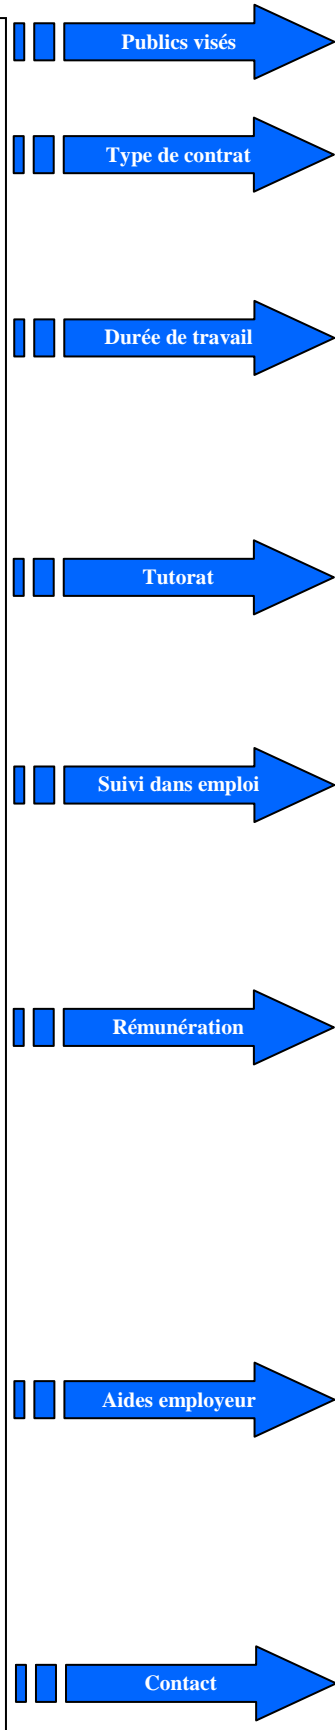 Publics visés
Type de contrat
Durée de travail
Tutorat
Suivi dans emploi
Rémunération
Aides employeur
Contact